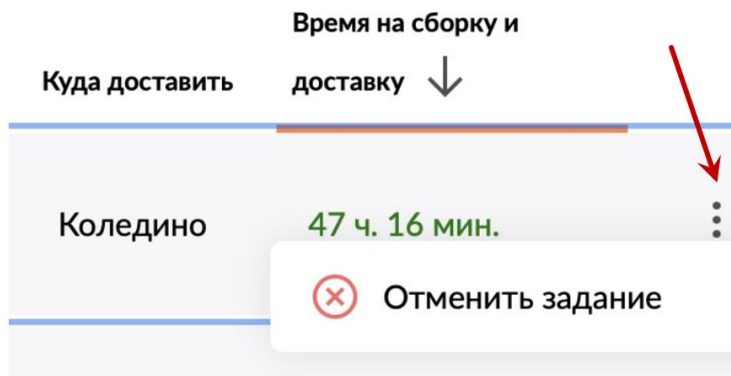 Время на сборку и
Куда доставить доставку
Коледино 47 ч. 16 мин.
Отменить задание